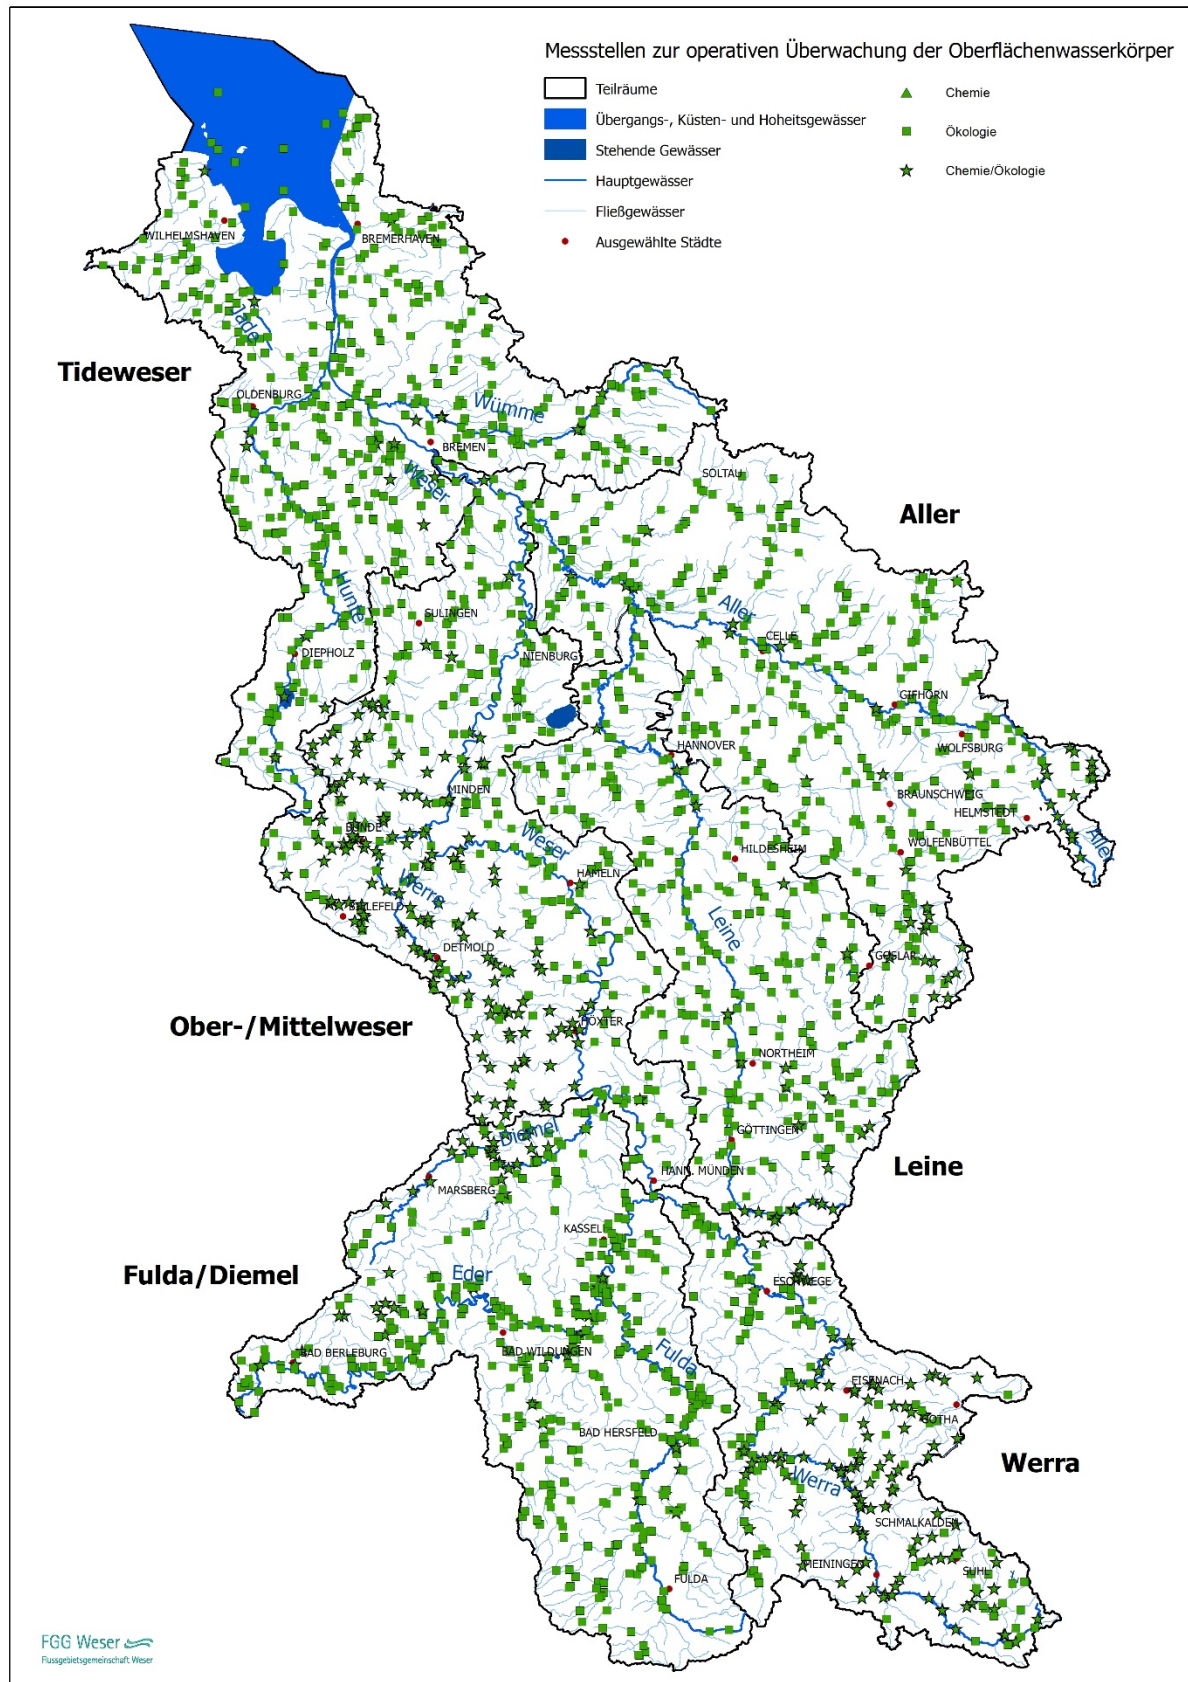 Messstellen zur operativen Überwachung der Oberflächenwasserkörper
Teilräume
Übergangs-, Küsten- und Hoheitsgewässer
Stehende Gewässer
Hauptgewässer
Fließgewässer
Ausgewählte Städte
Chemie
Ökologie
Chemie/Ökologie
WILHELMSHAVEN
BREMERHAVEN
Jade
Tideweser
OLDENBURG
Wümme
BREMEN
Weser
SOLTAU
Aller
Hunte
SULINGEN
Aller
CELLE
DIEPHOLZ
NIENBURG
GIFHORN
HANNOVER
WOLFSBURG
MINDEN
BRAUNSCHWEIG
HELMSTEDT
BÜNDE
Weser
HILDESHEIM
WOLFENBÜTTEL
Aller
HAMELN
Werre
BIELEFELD
Leine
DETMOLD
GOSLAR
Ober-/Mittelweser
HÖXTER
NORTHEIM
Diemel
GÖTTINGEN
Leine
HANN. MÜNDEN
MARSBERG
KASSEL
Fulda/Diemel
Eder
ESCHWEGE
BAD BERLEBURG
BAD WILDUNGEN
Fulda
EISENACH
GOTHA
BAD HERSFELD
Werra
Werra
SCHMALKALDEN
MEININGEN
SUHL
FULDA
FGG Weser
Flussgebietsgemeinschaft Weser